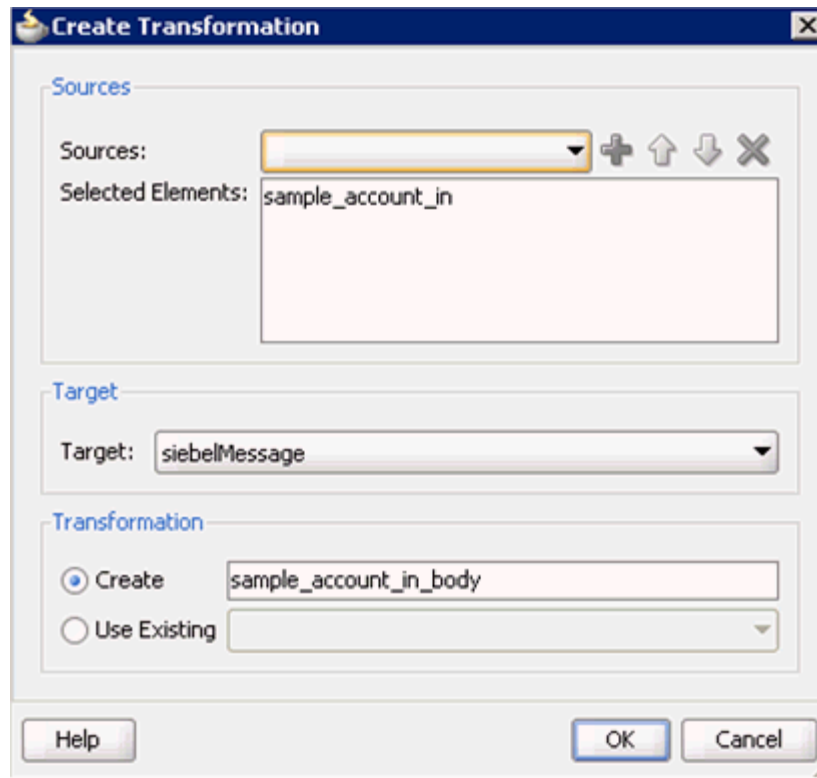 Create Transformation
Sources
Sources:
Selected Elements: sample_account_in
Target
Target: siebelMessage
Transformation
Create sample_account_in_body
Use Existing
Help OK Cancel